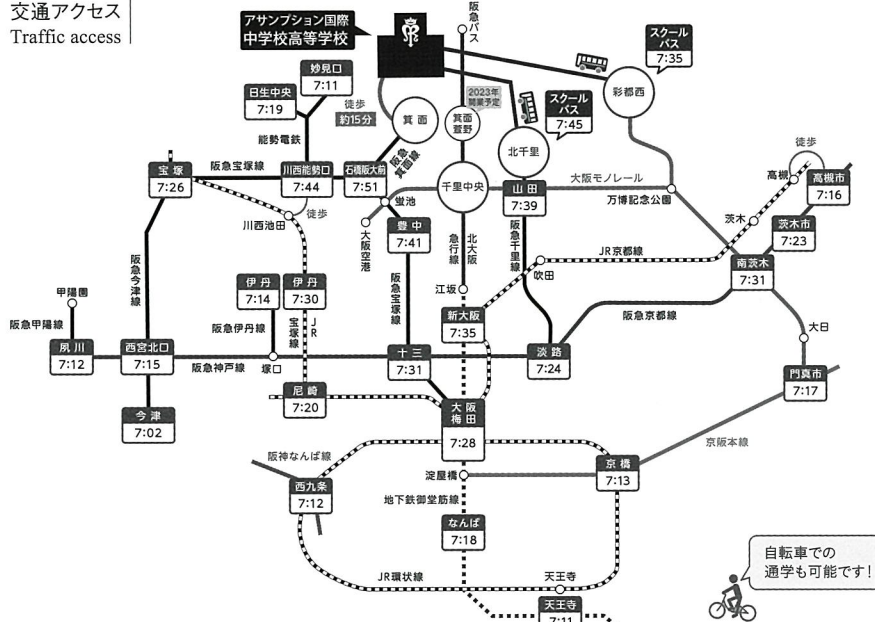 交通アクセス
Traffic access
アサンプション国際
中学校高等学校
阪急バス
スクール
バス
7:35
妙見口
7:11
日生中央
7:19
徒歩
約15分
箕面
2023年
開業予定
箕面
萱野
スクール
バス
7:45
彩都西
能勢電鉄
北千里
徒歩
宝塚
7:26
阪急宝塚線
川西能勢口
7:44
石橋阪大前
7:51
阪急
箕面線
千里中央
山田
7:39
大阪モノレール
万博記念公園
高槻
高槻市
7:16
川西池田
徒歩
蛍池
大阪空港
豊中
7:41
北大阪
急行線
阪急千里線
茨木
茨木市
7:23
JR京都線
吹田
南茨木
7:31
阪急今津線
甲陽園
伊丹
7:14
伊丹
7:30
阪急宝塚線
江坂
新大阪
7:35
阪急京都線
大日
阪急甲陽線
阪急伊丹線
JR
宝塚線
夙川
7:12
西宮北口
7:15
阪急神戸線
塚口
十三
7:31
淡路
7:24
門真市
7:17
今津
7:02
尼崎
7:20
大阪
梅田
7:28
京阪本線
阪神なんば線
西九条
7:12
淀屋橋
京橋
7:13
地下鉄御堂筋線
なんば
7:18
JR環状線
天王寺
天王寺
7:11
自転車での
通学も可能です!